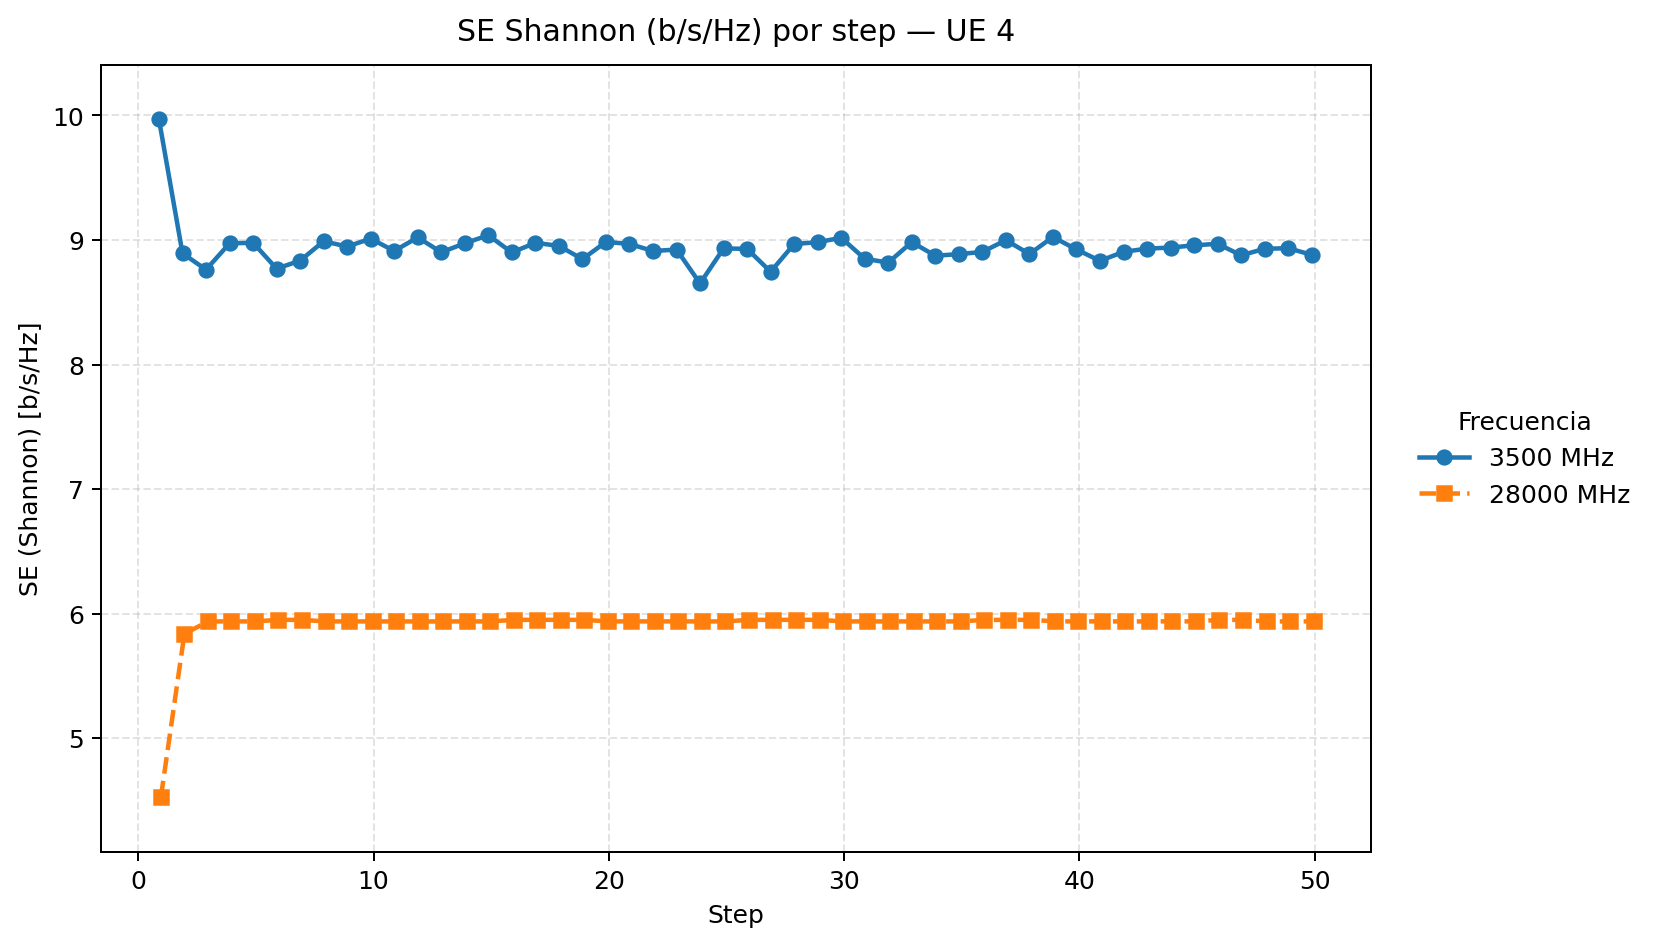 SE Shannon (b/s/Hz) por step — UE 4
SE (Shannon) [b/s/Hz]
10
9
8
7
6
5
0
10
20
30
40
50
Step
Frecuencia
3500 MHz
28000 MHz